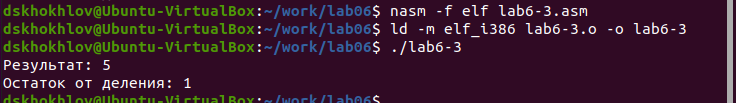 dskhokhlov@Ubuntu-VirtualBox:~/work/lab06$ nasm -f elf lab6-3.asm
dskhokhlov@Ubuntu-VirtualBox:~/work/lab06$ ld -m elf_i386 lab6-3.o -o lab6-3
dskhokhlov@Ubuntu-VirtualBox:~/work/lab06$ ./lab6-3
Результат: 5
Остаток от деления: 1
dskhokhlov@Ubuntu-VirtualBox:~/work/lab06$